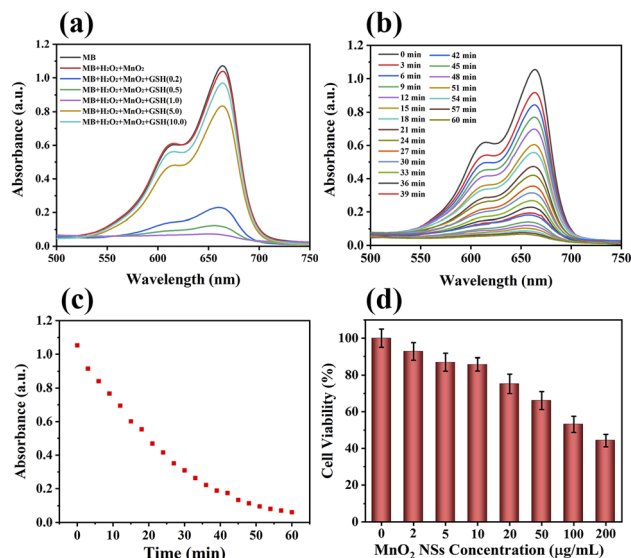 (a)
Absorbance (a.u.)
1.2
1.0
0.8
0.6
0.4
0.2
0.0
MB
MB+H₂O₂+MnO₂
MB+H₂O₂+MnO₂+GSH(0.2)
MB+H₂O₂+MnO₂+GSH(0.5)
MB+H₂O₂+MnO₂+GSH(1.0)
MB+H₂O₂+MnO₂+GSH(5.0)
MB+H₂O₂+MnO₂+GSH(10.0)
500 550 600 650 700 750
Wavelength (nm)
(b)
Absorbance (a.u.)
1.2
1.0
0.8
0.6
0.4
0.2
0.0
0 min
3 min
6 min
9 min
12 min
15 min
18 min
21 min
24 min
27 min
30 min
33 min
36 min
39 min
42 min
45 min
48 min
51 min
54 min
57 min
60 min
500 550 600 650 700 750
Wavelength (nm)
(c)
Absorbance (a.u.)
1.2
1.0
0.8
0.6
0.4
0.2
0.0
0 10 20 30 40 50 60
Time (min)
(d)
Cell Viability (%)
100
80
60
40
20
0
0 2 5 10 20 50 100 200
MnO₂ NSs Concentration (μg/mL)